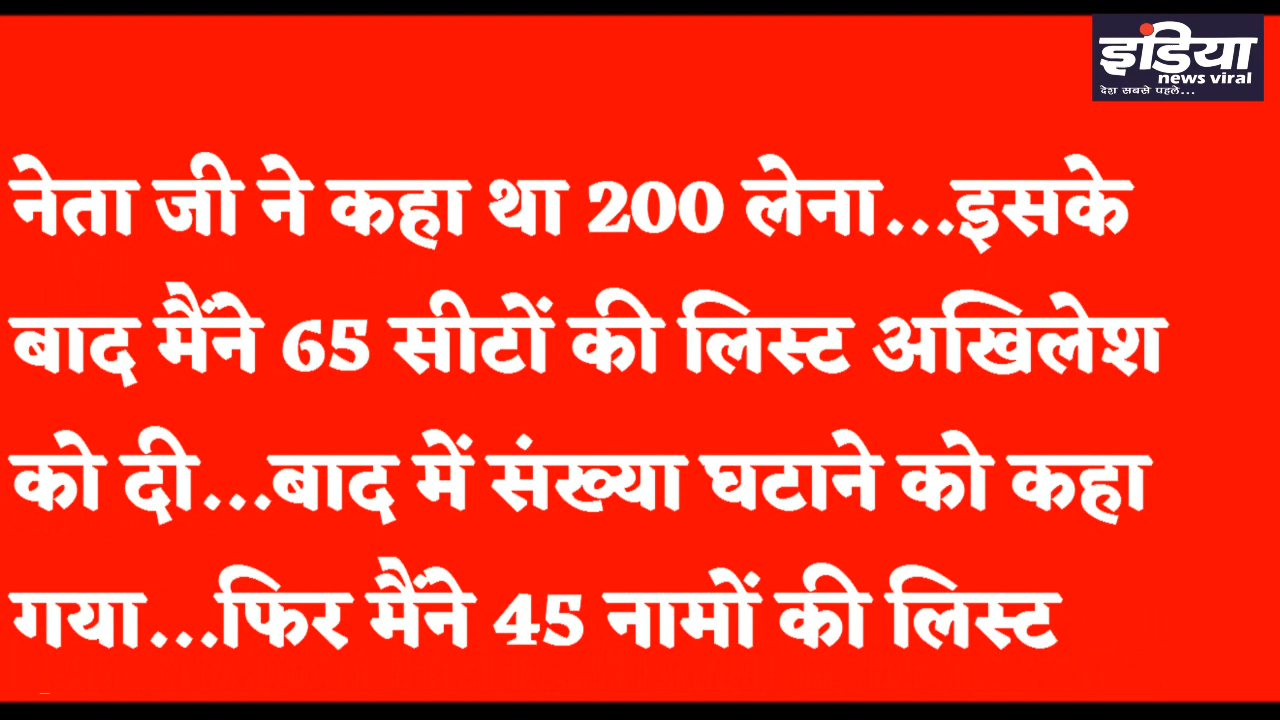 इंडिया
news viral
देश सबसे पहले...
नेता जी ने कहा था 200 लेना...इसके
बाद मैंने 65 सीटों की लिस्ट अखिलेश
को दी...बाद में संख्या घटाने को कहा
गया...फिर मैंने 45 नामों की लिस्ट